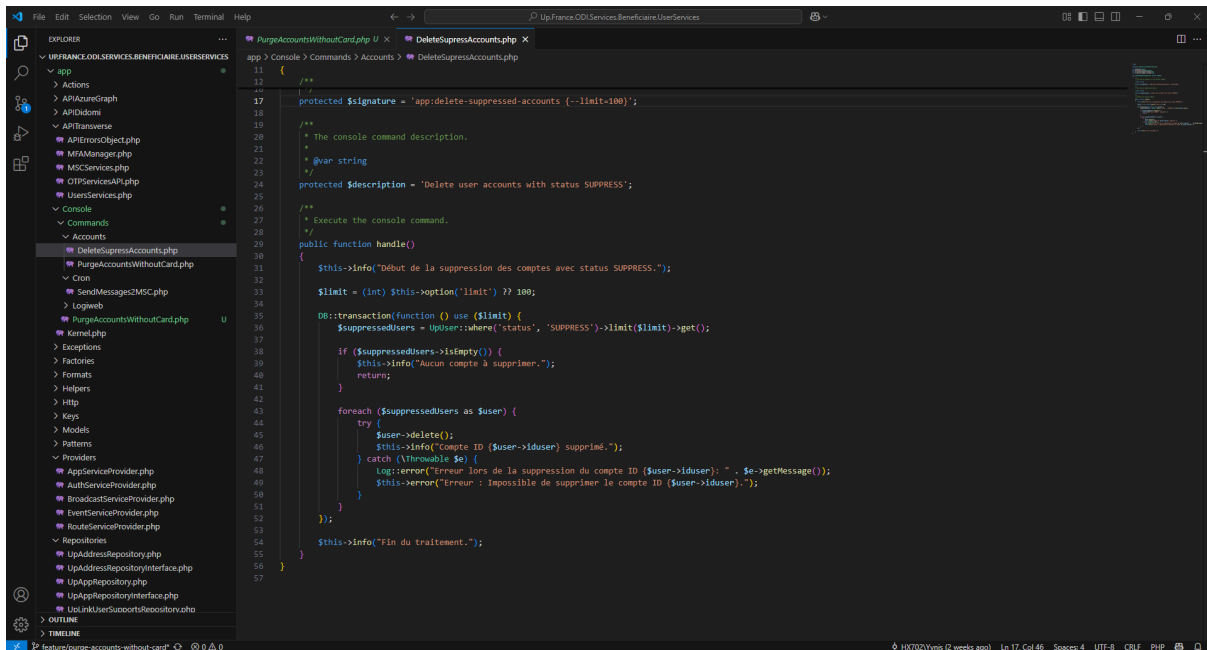 File Edit Selection View Go Run Terminal Help
Up.France.ODI.Services.Beneficiaire.UserServices
EXPLORER
UP.FRANCE.ODI.SERVICES.BENEFICIAIRE.USERSERVICES
app
Actions
APIAzureGraph
APIDidomi
APITransverse
APIErrorsObject.php
MFAManager.php
MSCServices.php
OTPServicesAPI.php
UsersServices.php
Console
Commands
Accounts
DeleteSupressAccounts.php
PurgeAccountsWithoutCard.php
Cron
SendMessages2MSC.php
Logiweb
PurgeAccountsWithoutCard.php U
Kernel.php
Exceptions
Factories
Formats
Helpers
Http
Keys
Models
Patterns
Providers
AppServiceProvider.php
AuthServiceProvider.php
BroadcastServiceProvider.php
EventServiceProvider.php
RouteServiceProvider.php
Repositories
UpAddressRepository.php
UpAddressRepositoryInterface.php
UpAppRepository.php
UpAppRepositoryInterface.php
UpLinkUserSupportsRepository.php
OUTLINE
TIMELINE
PurgeAccountsWithoutCard.php U
DeleteSupressAccounts.php
app > Console > Commands > Accounts > DeleteSupressAccounts.php
11 {
12 /**
16 */
17 protected $signature = 'app:delete-suppressed-accounts {--limit=100}';
18
19 /**
20 * The console command description.
21 *
22 * @var string
23 */
24 protected $description = 'Delete user accounts with status SUPPRESS';
25
26 /**
27 * Execute the console command.
28 */
29 public function handle()
30 {
31 $this->info("Début de la suppression des comptes avec status SUPPRESS.");
32
33 $limit = (int) $this->option('limit') ?? 100;
34
35 DB::transaction(function () use ($limit) {
36 $suppressedUsers = UpUser::where('status', 'SUPPRESS')->limit($limit)->get();
37
38 if ($suppressedUsers->isEmpty()) {
39 $this->info("Aucun compte à supprimer.");
40 return;
41 }
42
43 foreach ($suppressedUsers as $user) {
44 try {
45 $user->delete();
46 $this->info("Compte ID {$user->iduser} supprimé.");
47 } catch (\Throwable $e) {
48 Log::error("Erreur lors de la suppression du compte ID {$user->iduser}: " . $e->getMessage());
49 $this->error("Erreur : Impossible de supprimer le compte ID {$user->iduser}.");
50 }
51 }
52 });
53
54 $this->info("Fin du traitement.");
55 }
56 }
57
feature/purge-accounts-without-card* 0 0
HX702\Yvnis (2 weeks ago) Ln 17, Col 46 Spaces: 4 UTF-8 CRLF PHP